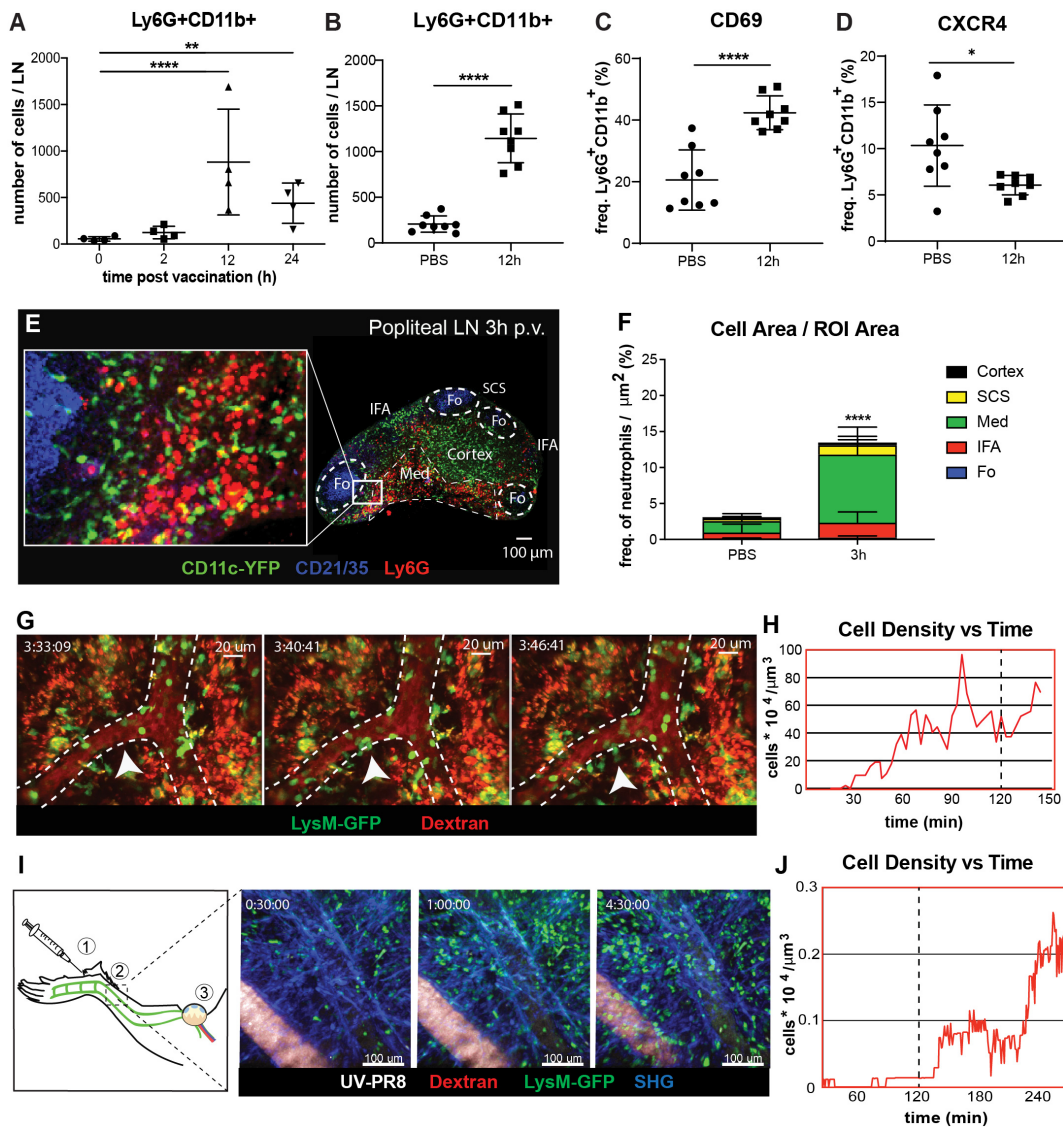 A
Ly6G+CD11b+
number of cells / LN
2000
1500
1000
500
0
**
****
0 2 12 24
time post vaccination (h)
B
Ly6G+CD11b+
number of cells / LN
2000
1500
1000
500
0
****
PBS 12h
C
CD69
freq. Ly6G+CD11b+ (%)
60
40
20
0
****
PBS 12h
D
CXCR4
freq. Ly6G+CD11b+ (%)
20
15
10
5
0
*
PBS 12h
E
Popliteal LN 3h p.v.
SCS
IFA
Fo
Fo
IFA
Cortex
Med
Fo
Fo
100 µm
CD11c-YFP CD21/35 Ly6G
F
Cell Area / ROI Area
freq. of neutrophils / µm2 (%)
25
20
15
10
5
0
****
PBS 3h
Cortex
SCS
Med
IFA
Fo
G
3:33:09
20 um
3:40:41
20 um
3:46:41
20 um
LysM-GFP Dextran
H
Cell Density vs Time
cells * 10 4 /µm3
100
80
60
40
20
0
30 60 90 120 150
time (min)
I
1
2
3
0:30:00
100 um
1:00:00
100 um
4:30:00
100 um
UV-PR8 Dextran LysM-GFP SHG
J
Cell Density vs Time
cells * 10 4 /µm3
0.3
0.2
0.1
0
60 120 180 240
time (min)